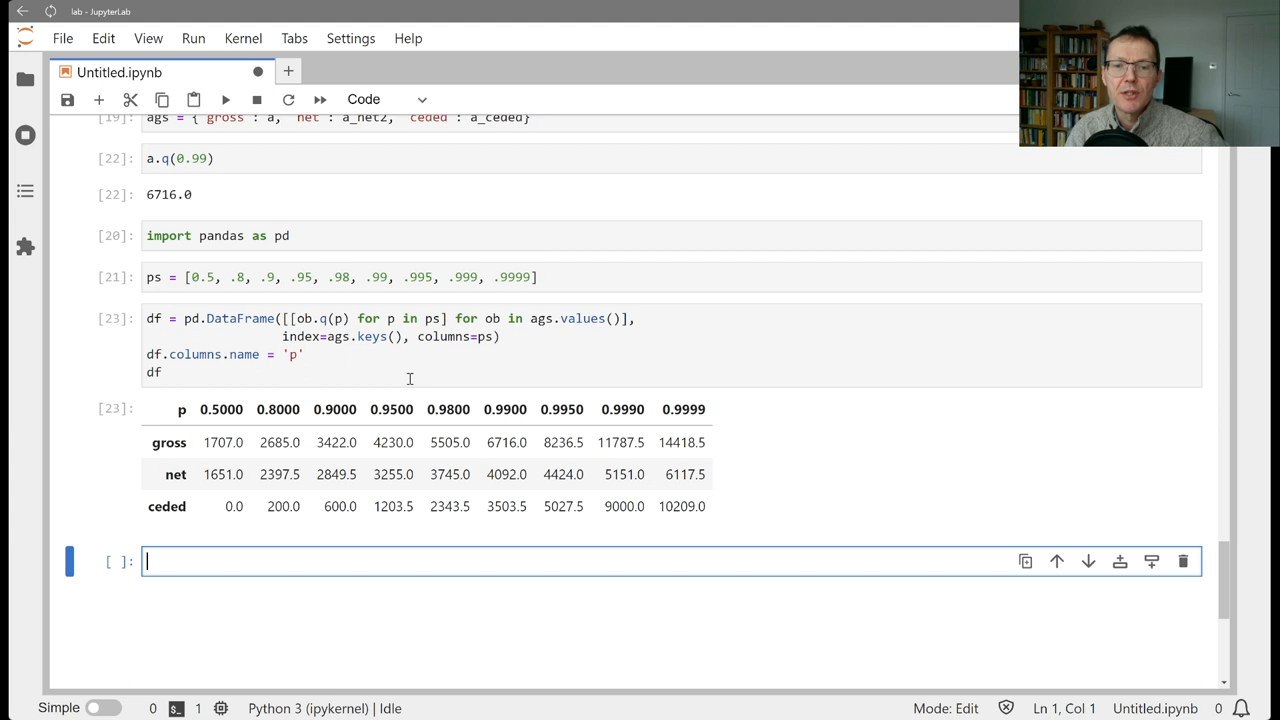 lab - JupyterLab
File Edit View Run Kernel Tabs Settings Help
Untitled.ipynb
Code
[19]: ags = {'gross': a, 'net': a_net2, 'ceded': a_ceded}
[22]: a.q(0.99)
[22]: 6716.0
[20]: import pandas as pd
[21]: ps = [0.5, .8, .9, .95, .98, .99, .995, .999, .9999]
[23]: df = pd.DataFrame([[ob.q(p) for p in ps] for ob in ags.values()],
index=ags.keys(), columns=ps)
df.columns.name = 'p'
df
[23]: p 0.5000 0.8000 0.9000 0.9500 0.9800 0.9900 0.9950 0.9990 0.9999
gross 1707.0 2685.0 3422.0 4230.0 5505.0 6716.0 8236.5 11787.5 14418.5
net 1651.0 2397.5 2849.5 3255.0 3745.0 4092.0 4424.0 5151.0 6117.5
ceded 0.0 200.0 600.0 1203.5 2343.5 3503.5 5027.5 9000.0 10209.0
[ ]:
Simple 0 1 Python 3 (ipykernel) | Idle Mode: Edit Ln 1, Col 1 Untitled.ipynb 0